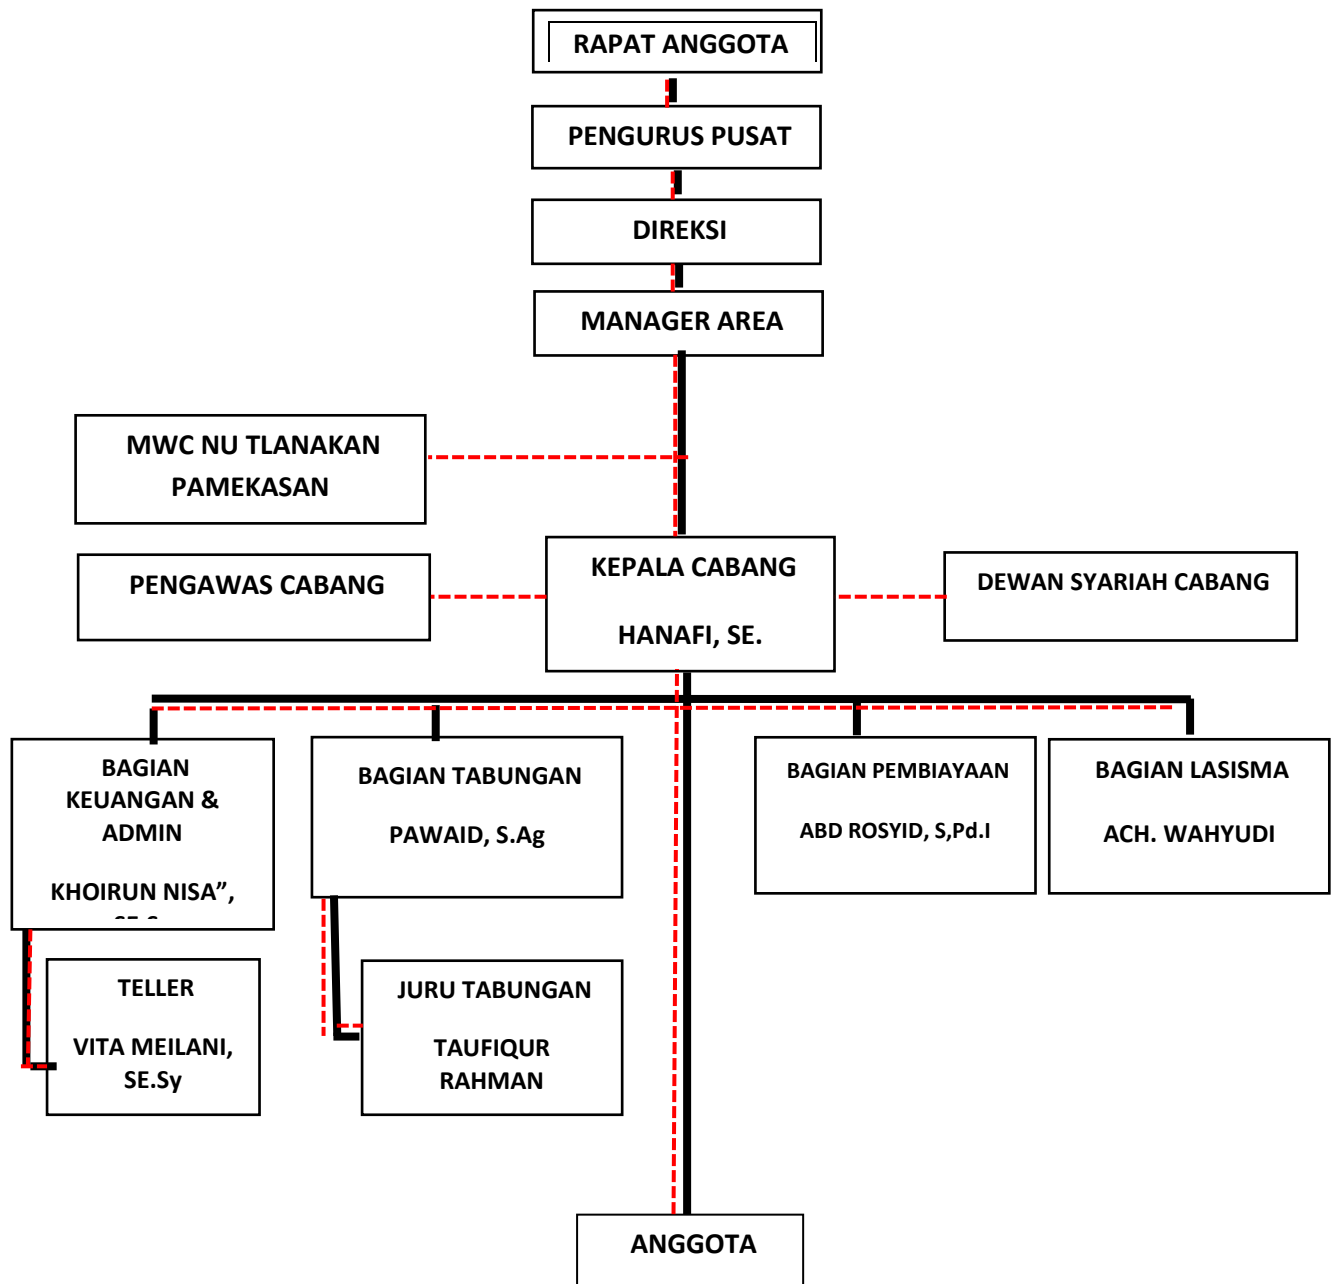 RAPAT ANGGOTA
PENGURUS PUSAT
DIREKSI
MANAGER AREA
MWC NU TLANAKAN
PAMEKASAN
PENGAWAS CABANG
KEPALA CABANG
HANAFI, SE.
DEWAN SYARIAH CABANG
BAGIAN
KEUANGAN &
ADMIN
KHOIRUN NISA”,
BAGIAN TABUNGAN
PAWAID, S.Ag
BAGIAN PEMBIAYAAN
ABD ROSYID, S,Pd.I
BAGIAN LASISMA
ACH. WAHYUDI
TELLER
VITA MEILANI,
SE.Sy
JURU TABUNGAN
TAUFIQUR
RAHMAN
ANGGOTA